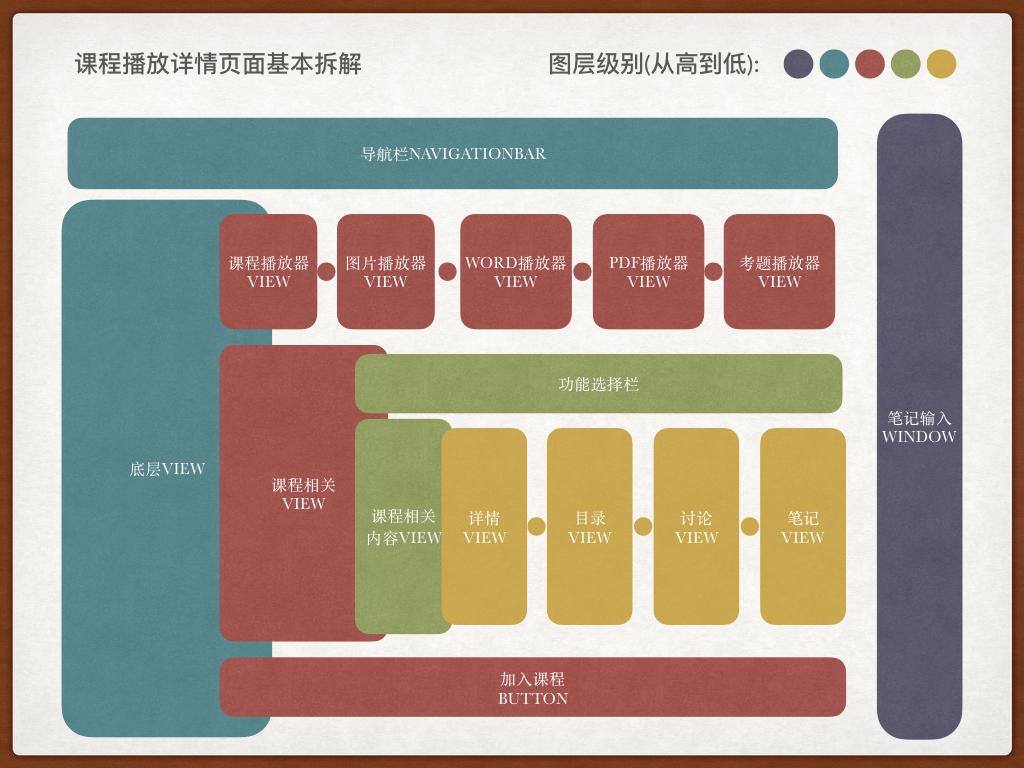 课程播放详情页面基本拆解
图层级别(从高到低):
导航栏NAVIGATIONBAR
课程播放器
VIEW
图片播放器
VIEW
WORD播放器
VIEW
PDF播放器
VIEW
考题播放器
VIEW
功能选择栏
笔记输入
WINDOW
底层VIEW
课程相关
VIEW
课程相关
内容VIEW
详情
VIEW
目录
VIEW
讨论
VIEW
笔记
VIEW
加入课程
BUTTON